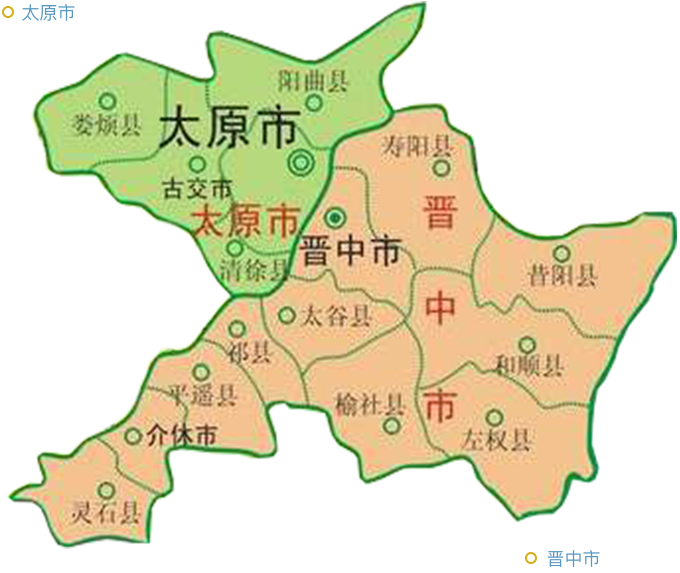 太原市
阳曲县
娄烦县
太原市
寿阳县
古交市
太原市
晋
中
市
晋中市
清徐县
昔阳县
太谷县
祁县
和顺县
平遥县
榆社县
介休市
左权县
灵石县
晋中市